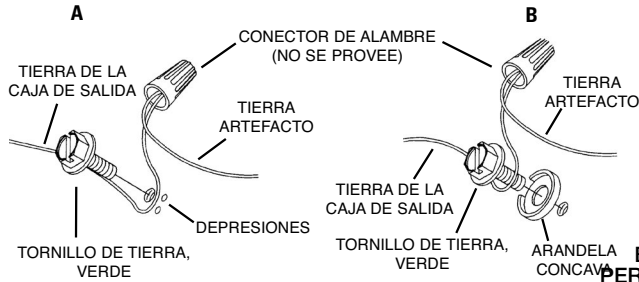 A
CONECTOR DE ALAMBRE
(NO SE PROVEE)
TIERRA DE LA
CAJA DE SALIDA
TIERRA
ARTEFACTO
DEPRESIONES
TORNILLO DE TIERRA,
VERDE
B
TIERRA
ARTEFACTO
TIERRA DE LA
CAJA DE SALIDA
TORNILLO DE TIERRA,
VERDE
ARANDELA
CONCAVA
E
PER